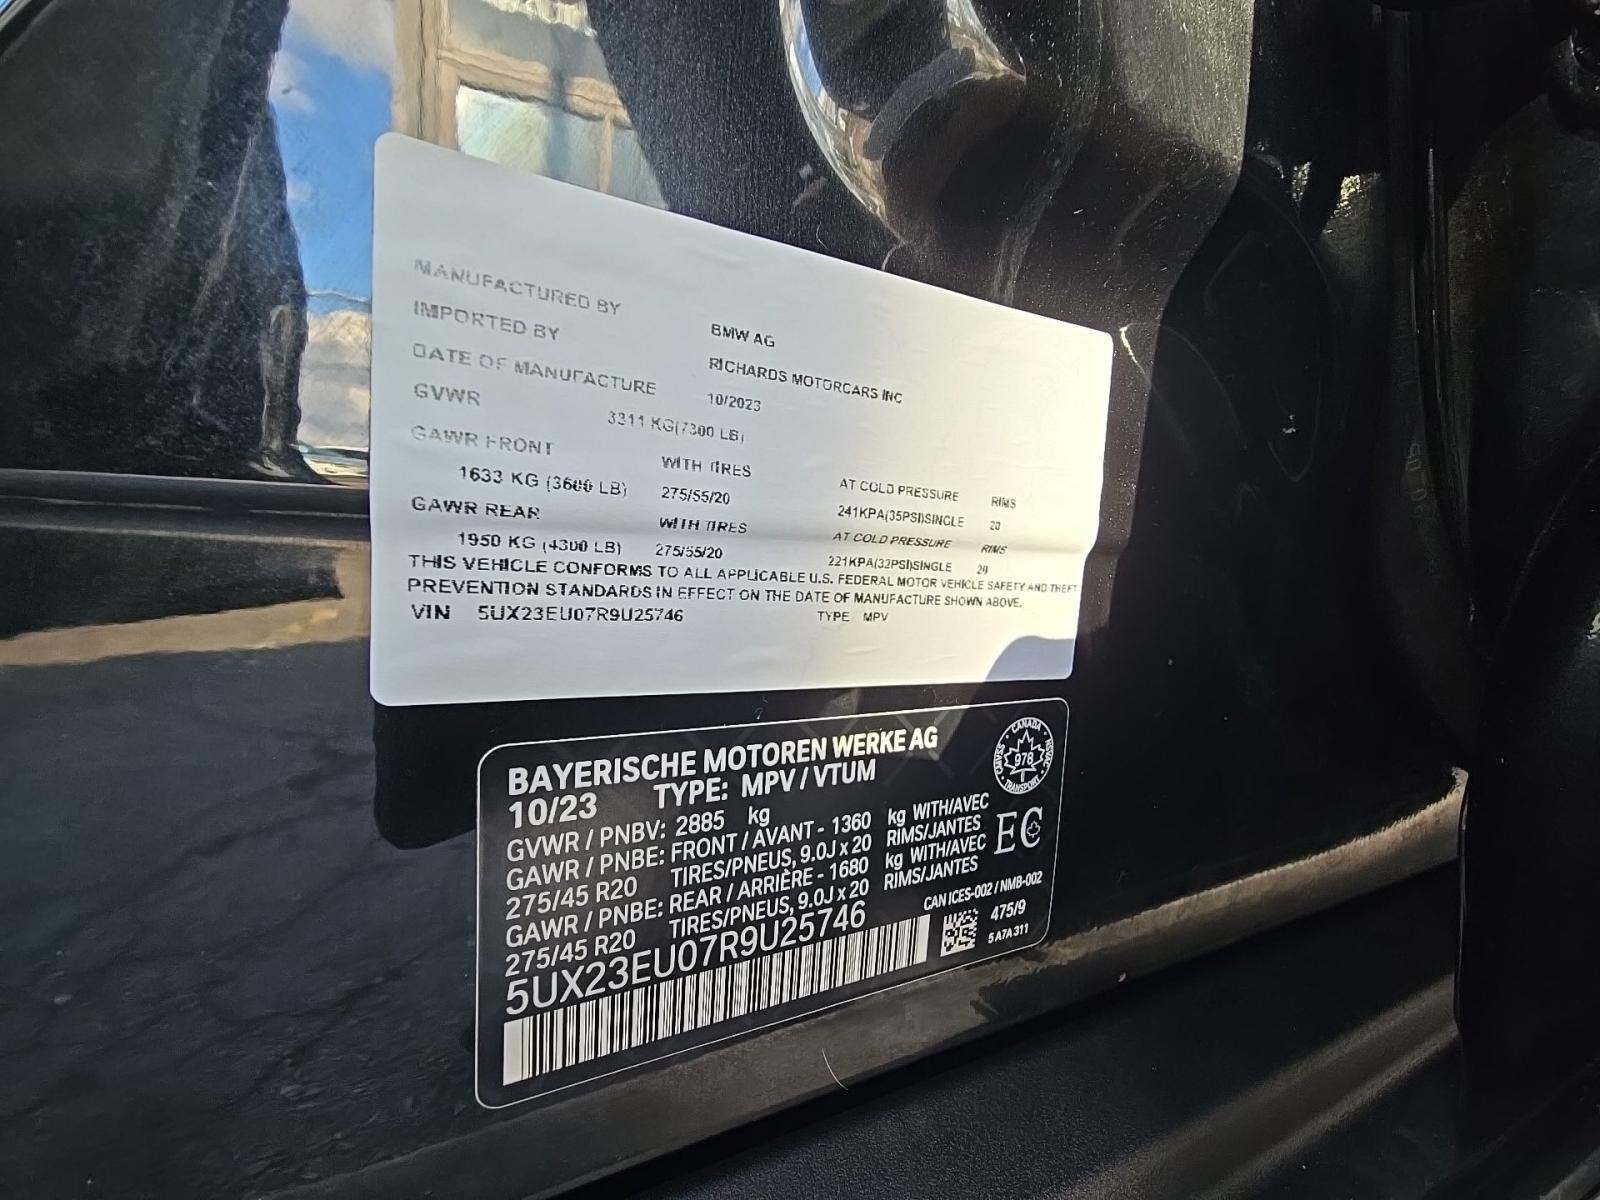 MANUFACTURED BY BMW AG
IMPORTED BY RICHARDS MOTORCARS INC
DATE OF MANUFACTURE 10/2023
GVWR 3311 KG(7300 LB)
GAWR FRONT WITH TIRES AT COLD PRESSURE RIMS
1633 KG (3600 LB) 275/55/20 241KPA(35PSI)SINGLE 20
GAWR REAR WITH TIRES AT COLD PRESSURE RIMS
1950 KG (4300 LB) 275/55/20 221KPA(32PSI)SINGLE 20
THIS VEHICLE CONFORMS TO ALL APPLICABLE U.S. FEDERAL MOTOR VEHICLE SAFETY AND THEFT
PREVENTION STANDARDS IN EFFECT ON THE DATE OF MANUFACTURE SHOWN ABOVE.
VIN 5UX23EU07R9U25746 TYPE MPV
BAYERISCHE MOTOREN WERKE AG
10/23 TYPE: MPV / VTUM
GVWR / PNBV: 2885 kg
GAWR / PNBE: FRONT / AVANT - 1360 kg WITH/AVEC
275/45 R20 TIRES/PNEUS, 9.0J x 20 RIMS/JANTES
GAWR / PNBE: REAR / ARRIÈRE - 1680 kg WITH/AVEC
275/45 R20 TIRES/PNEUS, 9.0J x 20 RIMS/JANTES
5UX23EU07R9U25746
CANADA
978
TRANSPORT
EC
CAN ICES-002 / NMB-002
475/9
5 A7A 311